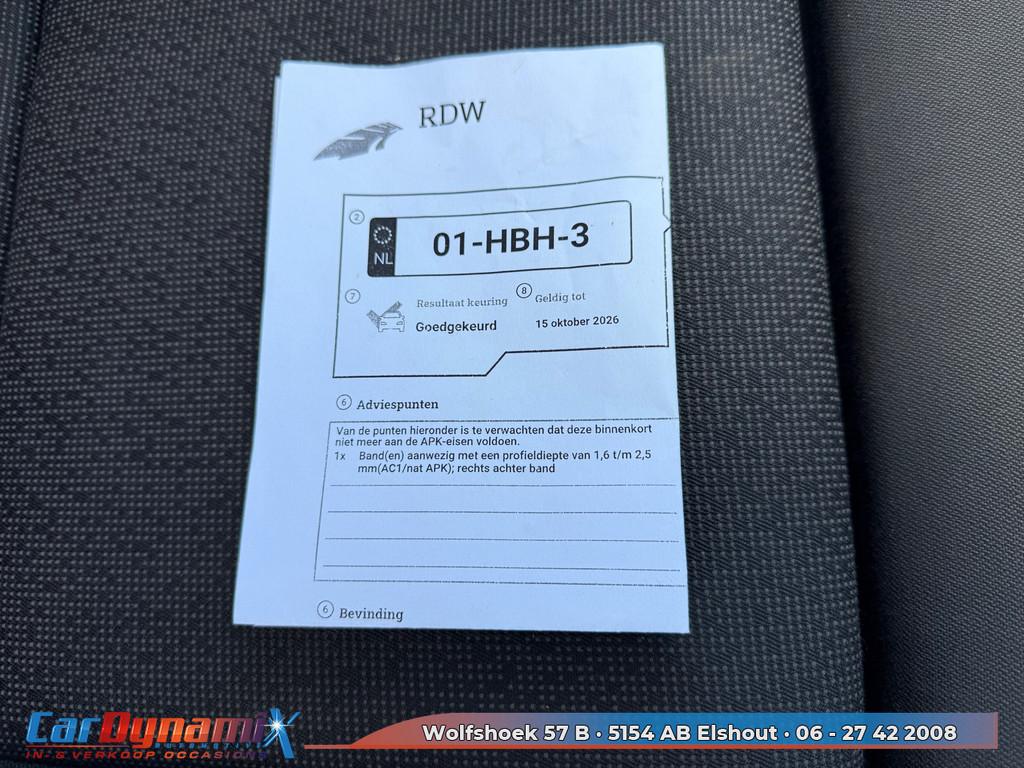 RDW
2
NL
01-HBH-3
7
Resultaat keuring
8
Geldig tot
Goedgekeurd
15 oktober 2026
6 Adviespunten
Van de punten hieronder is te verwachten dat deze binnenkort
niet meer aan de APK-eisen voldoen.
1x Band(en) aanwezig met een profieldiepte van 1,6 t/m 2,5
mm(AC1/nat APK); rechts achter band
6 Bevinding
CarDynamiX
AUTOMOTIVE
IN- & VERKOOP OCCASIONS
Wolfshoek 57 B • 5154 AB Elshout • 06 - 27 42 2008